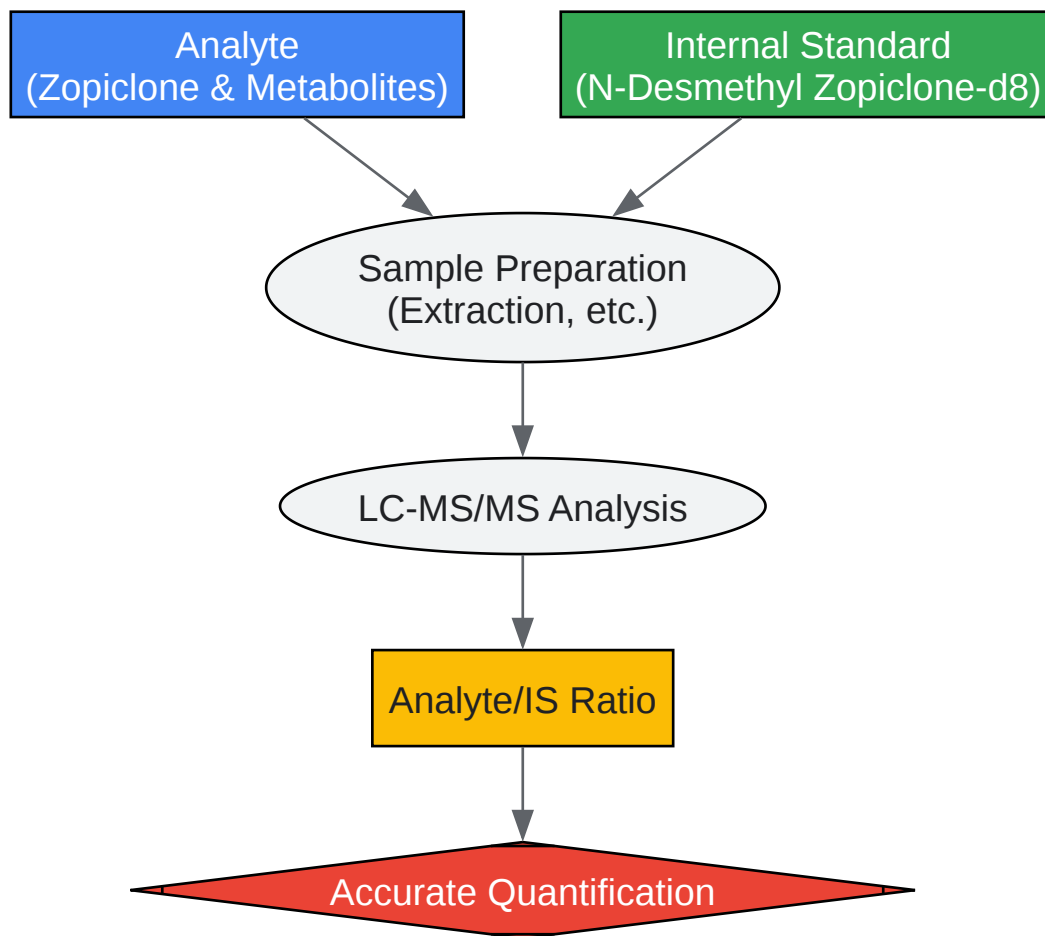 Analyte
(Zopiclone & Metabolites)
Internal Standard
(N-Desmethyl Zopiclone-d8)
Sample Preparation
(Extraction, etc.)
LC-MS/MS Analysis
Analyte/IS Ratio
Accurate Quantification